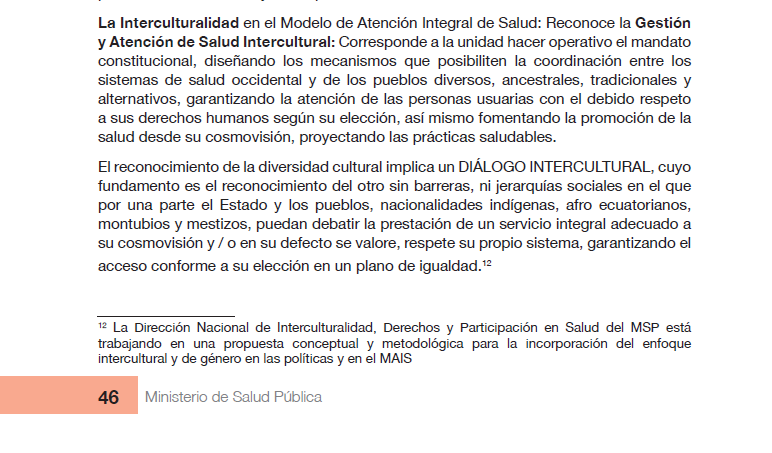 La Interculturalidad en el Modelo de Atención Integral de Salud: Reconoce la Gestión
y Atención de Salud Intercultural: Corresponde a la unidad hacer operativo el mandato
constitucional, diseñando los mecanismos que posibiliten la coordinación entre los
sistemas de salud occidental y de los pueblos diversos, ancestrales, tradicionales y
alternativos, garantizando la atención de las personas usuarias con el debido respeto
a sus derechos humanos según su elección, así mismo fomentando la promoción de la
salud desde su cosmovisión, proyectando las prácticas saludables.
El reconocimiento de la diversidad cultural implica un DIÁLOGO INTERCULTURAL, cuyo
fundamento es el reconocimiento del otro sin barreras, ni jerarquías sociales en el que
por una parte el Estado y los pueblos, nacionalidades indígenas, afro ecuatorianos,
montubios y mestizos, puedan debatir la prestación de un servicio integral adecuado a
su cosmovisión y / o en su defecto se valore, respete su propio sistema, garantizando el
acceso conforme a su elección en un plano de igualdad.¹²
¹² La Dirección Nacional de Interculturalidad, Derechos y Participación en Salud del MSP está
trabajando en una propuesta conceptual y metodológica para la incorporación del enfoque
intercultural y de género en las políticas y en el MAIS
46 Ministerio de Salud Pública